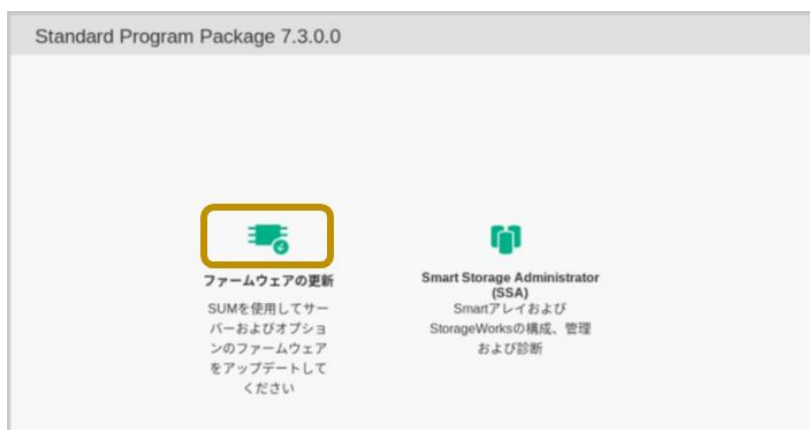 Standard Program Package 7.3.0.0
ファームウェアの更新
SUMを使用してサー
バーおよびオプショ
ンのファームウェア
をアップデートして
ください
Smart Storage Administrator
(SSA)
Smartアレイおよび
StorageWorksの構成、管理
および診断